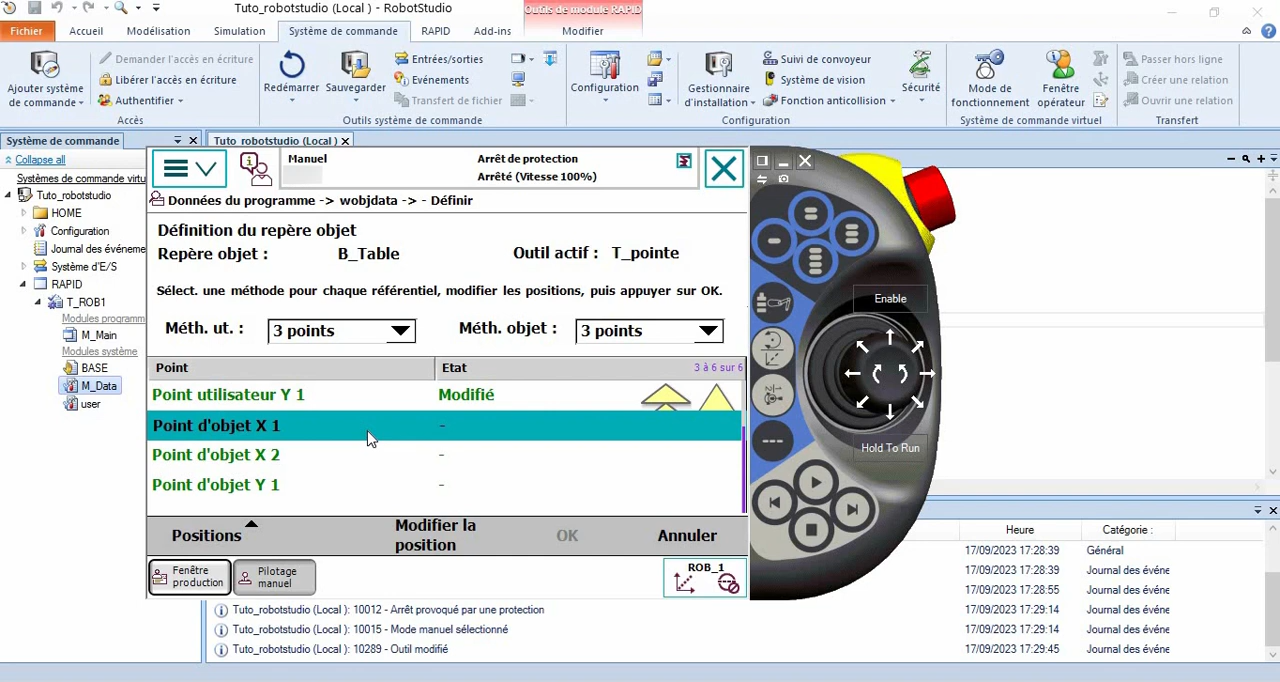 Tuto_robotstudio (Local ) - RobotStudio
Outils de module RAPID
Fichier
Accueil
Modélisation
Simulation
Système de commande
RAPID
Add-ins
Modifier
Ajouter système de commande
Demander l'accès en écriture
Libérer l'accès en écriture
Authentifier
Accès
Redémarrer
Sauvegarder
Entrées/sorties
Evénements
Transfert de fichier
Outils système de commande
Configuration
Gestionnaire d'installation
Suivi de convoyeur
Système de vision
Fonction anticollision
Sécurité
Configuration
Mode de fonctionnement
Fenêtre opérateur
Système de commande virtuel
Passer hors ligne
Créer une relation
Ouvrir une relation
Transfert
Système de commande
Collapse all
Systèmes de commande virtu
Tuto_robotstudio
HOME
Configuration
Journal des événeme
Système d'E/S
RAPID
T_ROB1
Modules programm
M_Main
Modules système
BASE
M_Data
user
Tuto_robotstudio (Local )
Manuel
Arrêt de protection
Arrêté (Vitesse 100%)
Données du programme -> wobjdata -> - Définir
Définition du repère objet
Repère objet : B_Table
Outil actif : T_pointe
Sélect. une méthode pour chaque référentiel, modifier les positions, puis appuyer sur OK.
Méth. ut. : 3 points
Méth. objet : 3 points
Point Etat 3 à 6 sur 6
Point utilisateur Y 1 Modifié
Point d'objet X 1 -
Point d'objet X 2 -
Point d'objet Y 1 -
Positions
Modifier la position
OK
Annuler
Fenêtre production
Pilotage manuel
ROB_1
Enable
Hold To Run
Heure Catégorie :
17/09/2023 17:28:39 Général
17/09/2023 17:28:39 Journal des événe
17/09/2023 17:28:55 Journal des événe
Tuto_robotstudio (Local ): 10012 - Arrêt provoqué par une protection 17/09/2023 17:29:14 Journal des événe
Tuto_robotstudio (Local ): 10015 - Mode manuel sélectionné 17/09/2023 17:29:14 Journal des événe
Tuto_robotstudio (Local ): 10289 - Outil modifié 17/09/2023 17:29:45 Journal des événe